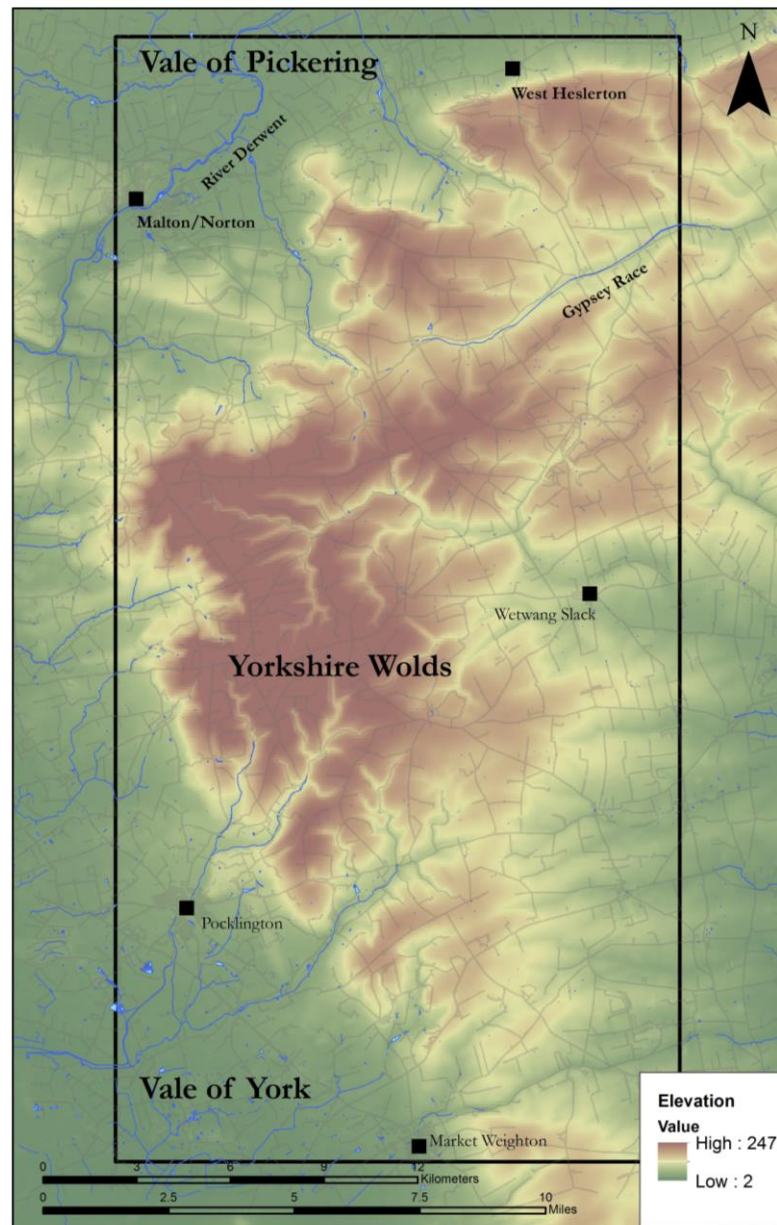 Vale of Pickering
N
West Heslerton
River Derwent
Malton/Norton
Gypsey Race
Wetwang Slack
Yorkshire Wolds
Pocklington
Vale of York
Market Weighton
Elevation
Value
High : 247
Low : 2
0 3 6 9 12
Kilometers
0 2.5 5 7.5 10
Miles